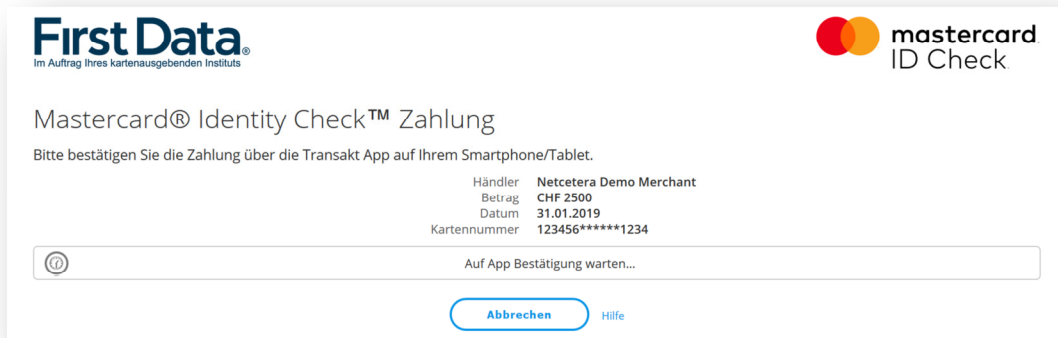 First Data®
Im Auftrag Ihres kartenausgebenden Instituts
mastercard.
ID Check.
Mastercard® Identity Check™ Zahlung
Bitte bestätigen Sie die Zahlung über die Transakt App auf Ihrem Smartphone/Tablet.
Händler Netcetera Demo Merchant
Betrag CHF 2500
Datum 31.01.2019
Kartennummer 123456******1234
Auf App Bestätigung warten...
Abbrechen Hilfe